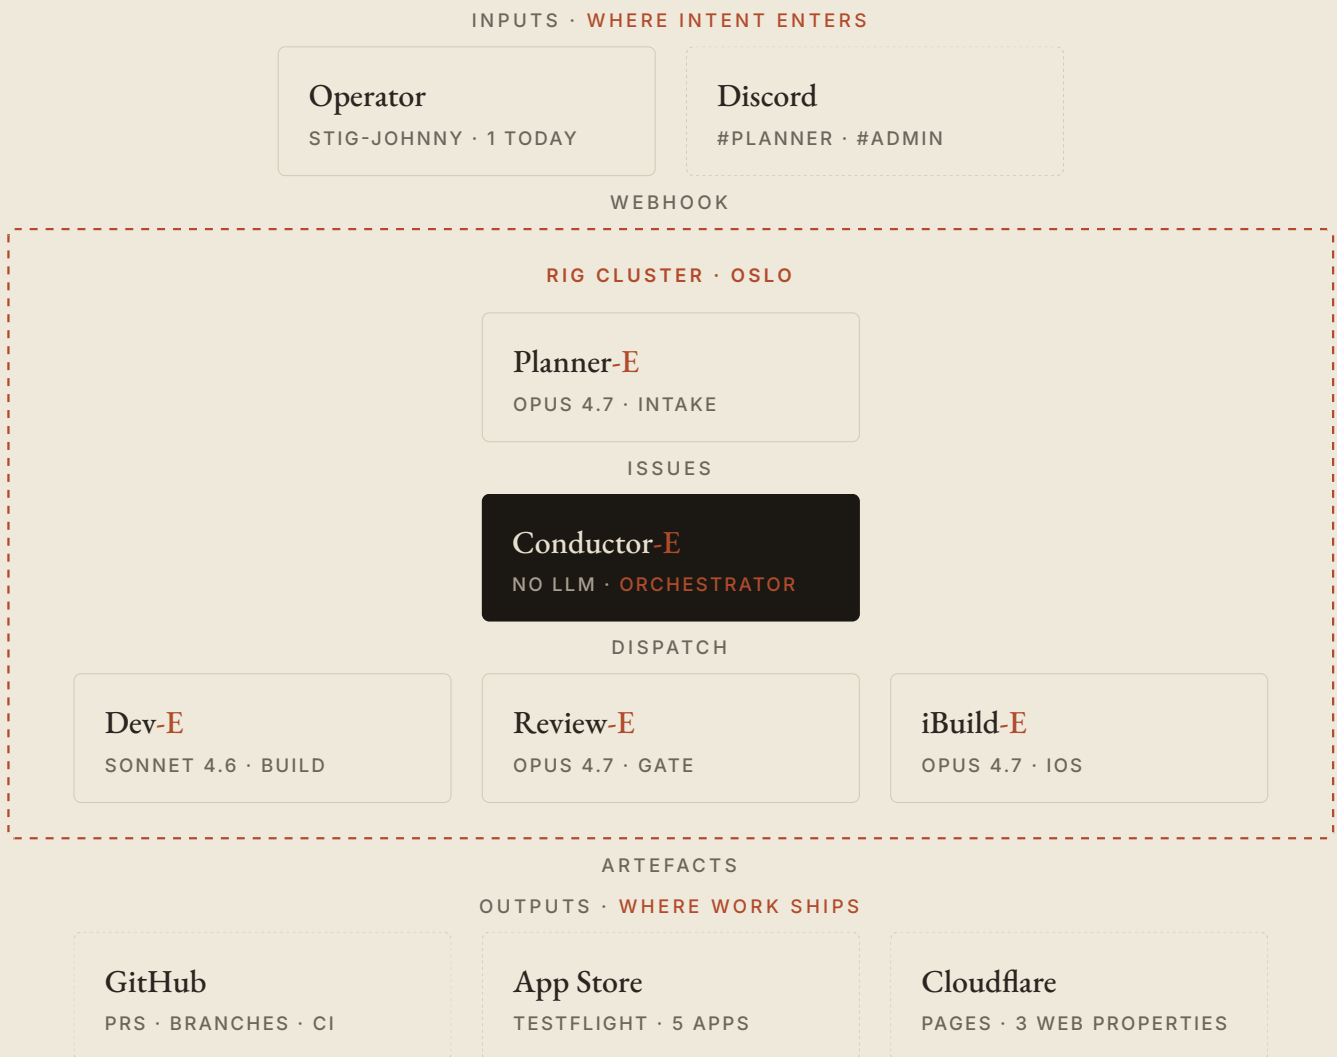 INPUTS · WHERE INTENT ENTERS
Operator
STIG-JOHNNY · 1 TODAY
Discord
#PLANNER · #ADMIN
WEBHOOK
RIG CLUSTER · OSLO
Planner-E
OPUS 4.7 · INTAKE
ISSUES
Conductor-E
NO LLM · ORCHESTRATOR
DISPATCH
Dev-E
SONNET 4.6 · BUILD
Review-E
OPUS 4.7 · GATE
iBuild-E
OPUS 4.7 · IOS
ARTEFACTS
OUTPUTS · WHERE WORK SHIPS
GitHub
PRS · BRANCHES · CI
App Store
TESTFLIGHT · 5 APPS
Cloudflare
PAGES · 3 WEB PROPERTIES